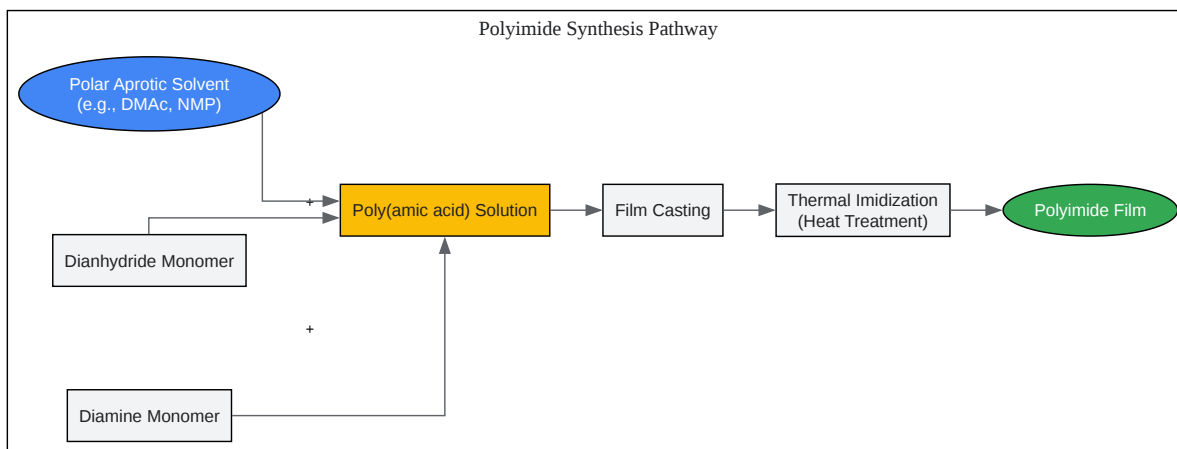 Polyimide Synthesis Pathway
Polar Aprotic Solvent
(e.g., DMAc, NMP)
+
Poly(amic acid) Solution
Film Casting
Thermal Imidization
(Heat Treatment)
Polyimide Film
Dianhydride Monomer
+
Diamine Monomer